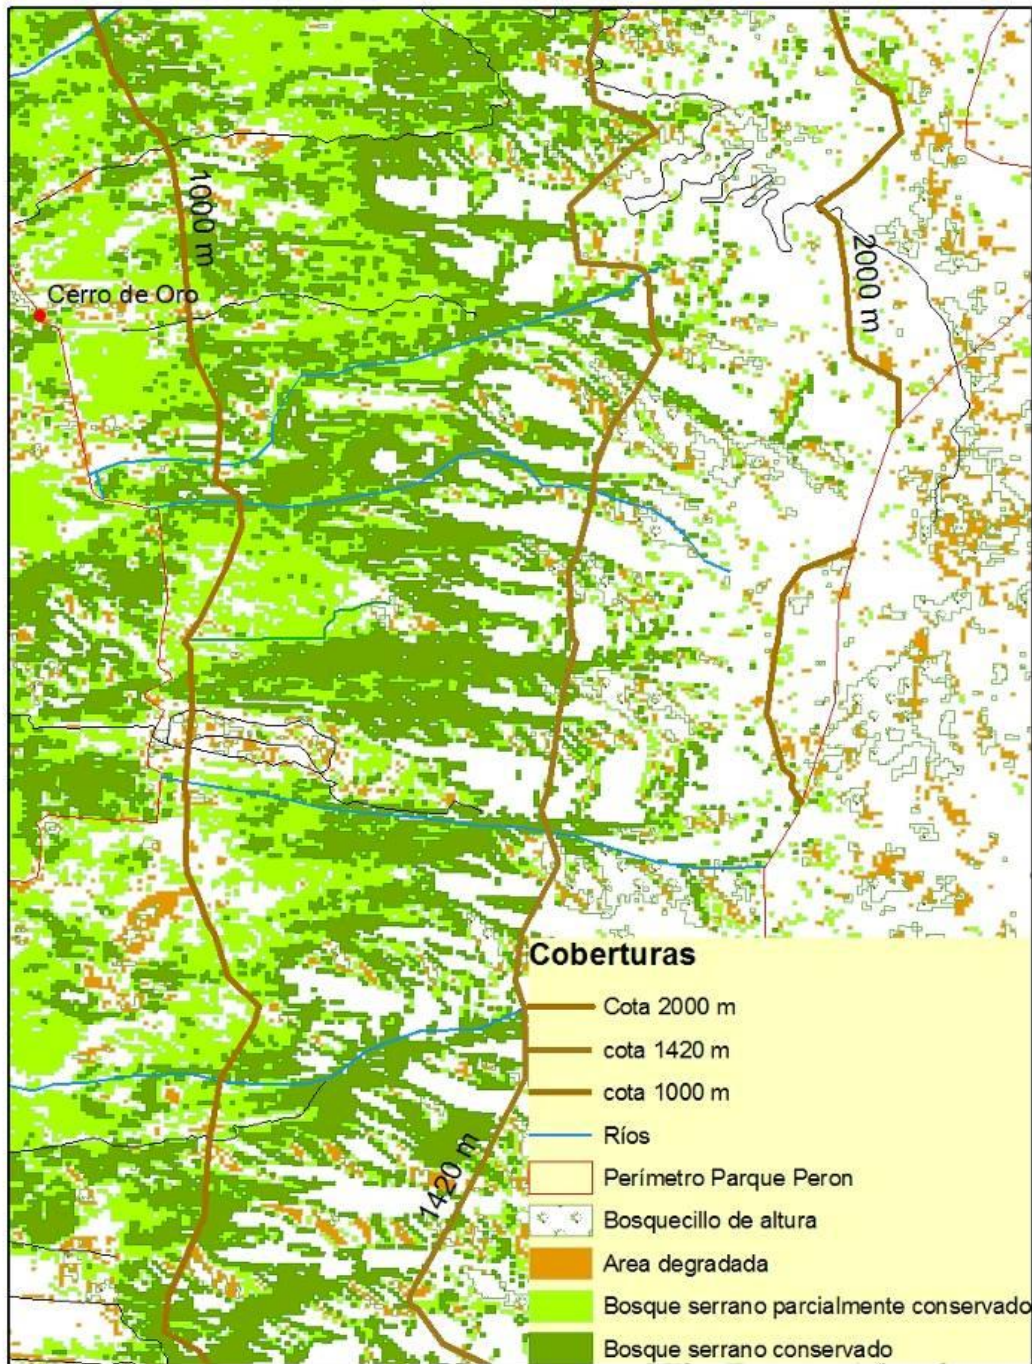 1000 m
2000 m
Cerro de Oro
1420 m
Coberturas
Cota 2000 m
cota 1420 m
cota 1000 m
Ríos
Perímetro Parque Peron
Bosquecillo de altura
Area degradada
Bosque serrano parcialmente conservado
Bosque serrano conservado